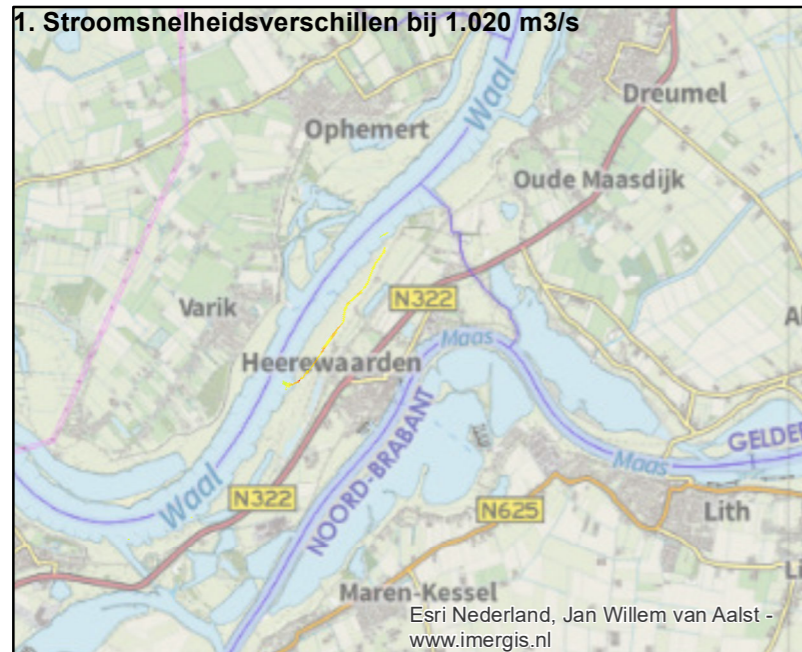 1. Stroomsnelheidsverschillen bij 1.020 m3/s
Waal
Dreumel
Ophemert
Oude Maasdijk
N322
Varik
Maas
Heerewaarden
NOORD-BRABANT
GELDER
Maas
Waal
N322
N625
Lith
Maren-Kessel
Esri Nederland, Jan Willem van Aalst -
www.imergis.nl